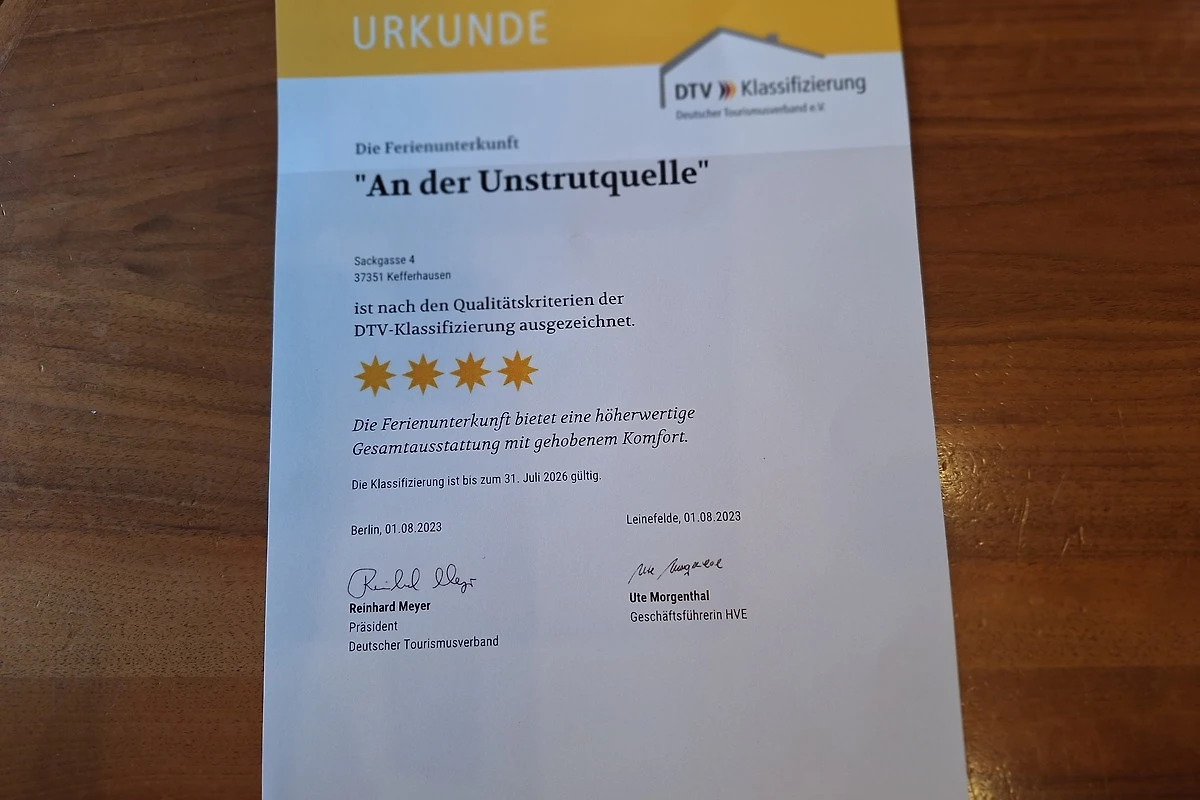 URKUNDE
DTV Klassifizierung
Deutscher Tourismusverband e.V.
Die Ferienunterkunft
"An der Unstrutquelle"
Sackgasse 4
37351 Kefferhausen
ist nach den Qualitätskriterien der
DTV-Klassifizierung ausgezeichnet.
Die Ferienunterkunft bietet eine höherwertige
Gesamtausstattung mit gehobenem Komfort.
Die Klassifizierung ist bis zum 31. Juli 2026 gültig.
Berlin, 01.08.2023
Reinhard Meyer
Reinhard Meyer
Präsident
Deutscher Tourismusverband
Leinefelde, 01.08.2023
Ute Morgenthal
Geschäftsführerin HVE